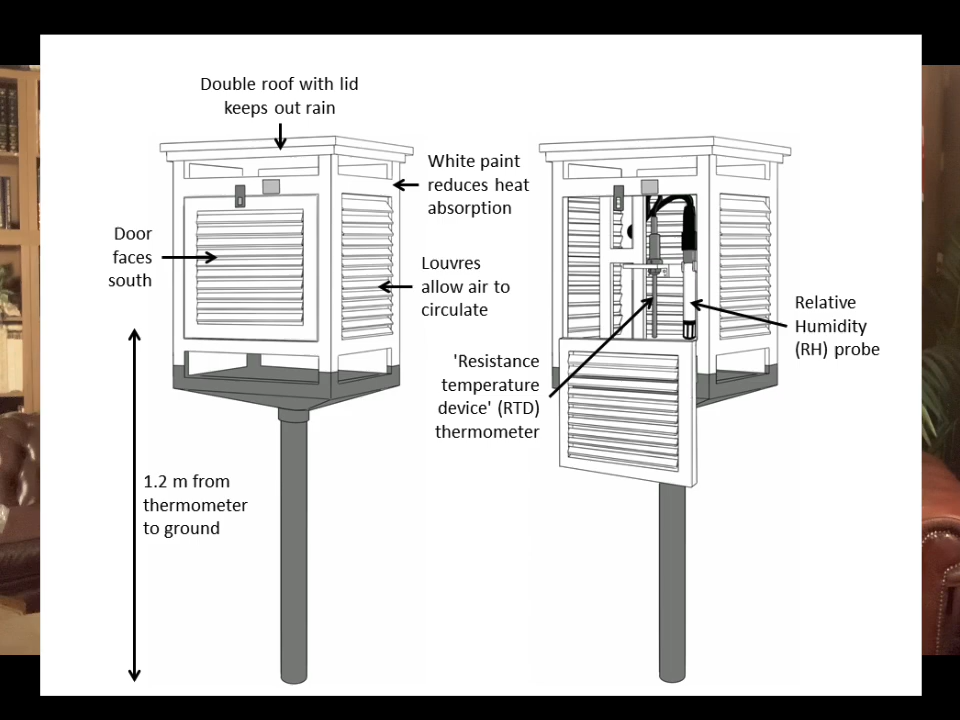 Double roof with lid
keeps out rain
White paint
reduces heat
absorption
Door
faces
south
Louvres
allow air to
circulate
Relative
Humidity
(RH) probe
'Resistance
temperature
device' (RTD)
thermometer
1.2 m from
thermometer
to ground